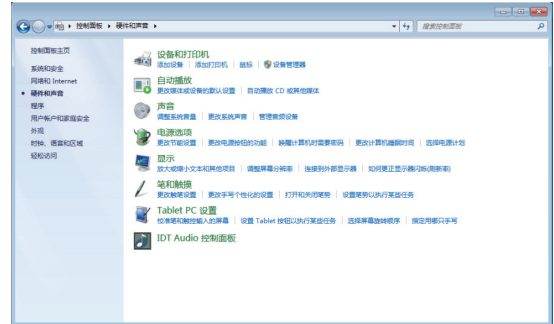 控制面板 ▸ 硬件和声音 ▸
搜索控制面板
控制面板主页
系统和安全
网络和 Internet
硬件和声音
程序
用户帐户和家庭安全
外观
时钟、语言和区域
轻松访问
设备和打印机
添加设备 | 添加打印机 | 鼠标 | 设备管理器
自动播放
更改媒体或设备的默认设置 | 自动播放 CD 或其他媒体
声音
调整系统音量 | 更改系统声音 | 管理音频设备
电源选项
更改节能设置 | 更改电源按钮的功能 | 唤醒计算机时需要密码 | 更改计算机睡眠时间 | 选择电源计划
显示
放大或缩小文本和其他项目 | 调整屏幕分辨率 | 连接到外部显示器 | 如何更正显示器闪烁(刷新率)
笔和触摸
更改触笔设置 | 更改手写个性化的设置 | 打开和关闭笔势 | 设置笔势以执行某些任务
Tablet PC 设置
校准笔和触控输入的屏幕 | 设置 Tablet 按钮以执行某些任务 | 选择屏幕旋转顺序 | 指定用哪只手写
IDT Audio 控制面板